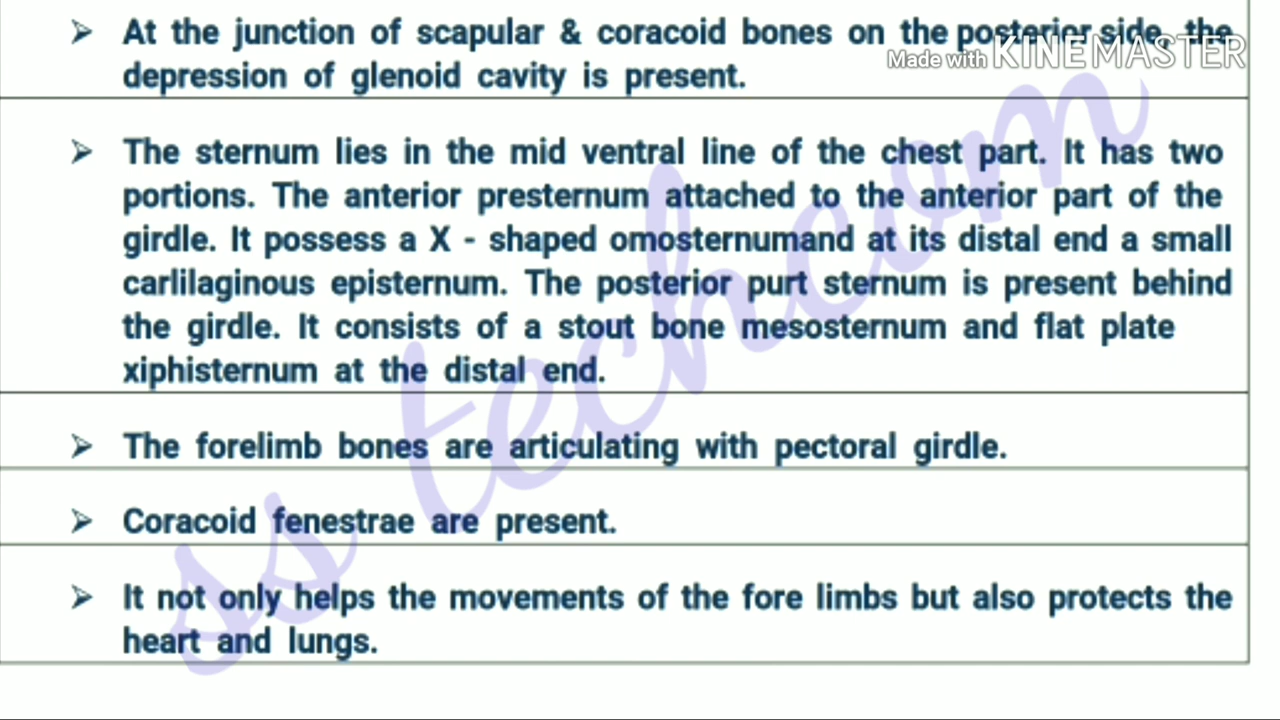 ➢ At the junction of scapular & coracoid bones on the posterior side, the
Made with KINEMASTER
depression of glenoid cavity is present.
➢ The sternum lies in the mid ventral line of the chest part. It has two
portions. The anterior presternum attached to the anterior part of the
girdle. It possess a X - shaped omosternumand at its distal end a small
carlilaginous episternum. The posterior purt sternum is present behind
the girdle. It consists of a stout bone mesosternum and flat plate
xiphisternum at the distal end.
➢ The forelimb bones are articulating with pectoral girdle.
➢ Coracoid fenestrae are present.
➢ It not only helps the movements of the fore limbs but also protects the
heart and lungs.
ss techcom